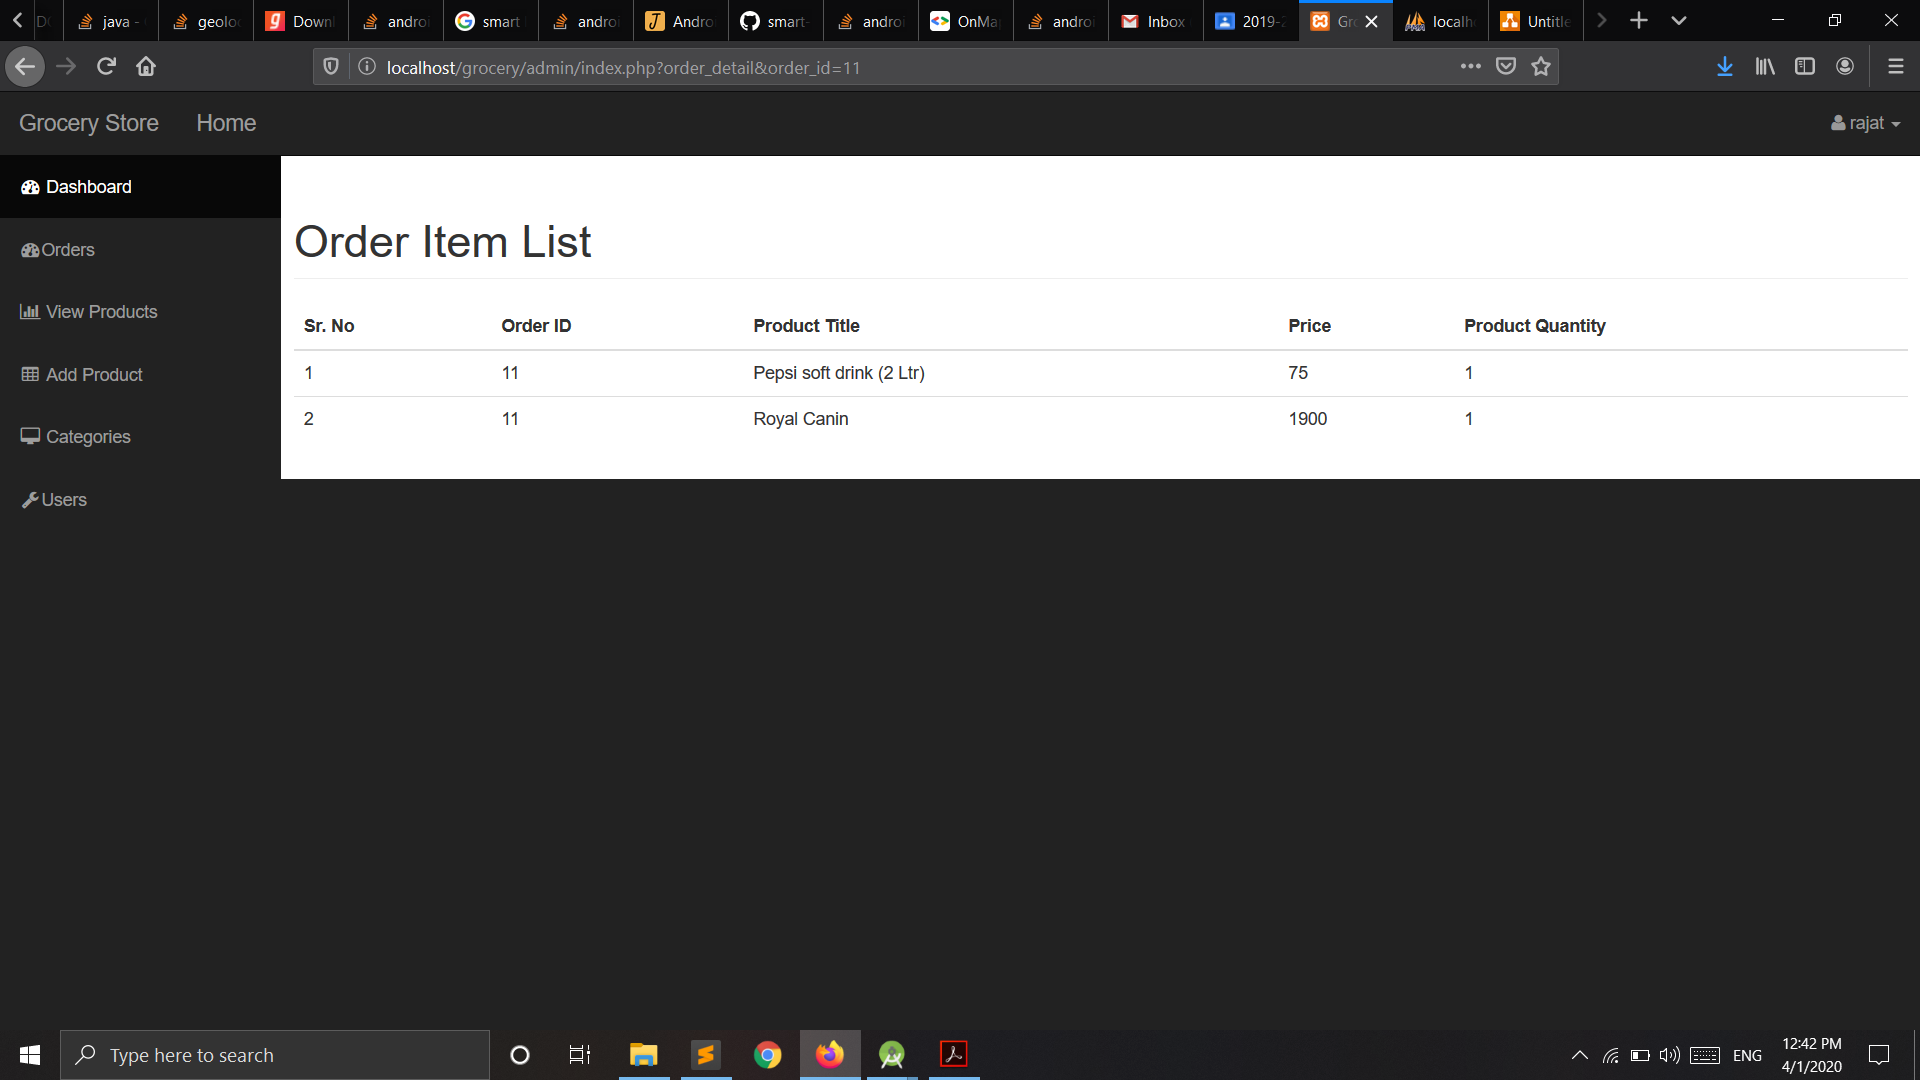 java -
geoloc
Downl
androi
smart
androi
Andro
smart-
androi
OnMa
androi
Inbox
2019-2
Gr
localh
Untitle
localhost/grocery/admin/index.php?order_detail&order_id=11
Grocery Store Home rajat
Dashboard
Orders
View Products
Add Product
Categories
Users
Order Item List
Sr. No Order ID Product Title Price Product Quantity
1 11 Pepsi soft drink (2 Ltr) 75 1
2 11 Royal Canin 1900 1
Type here to search
ENG
12:42 PM
4/1/2020